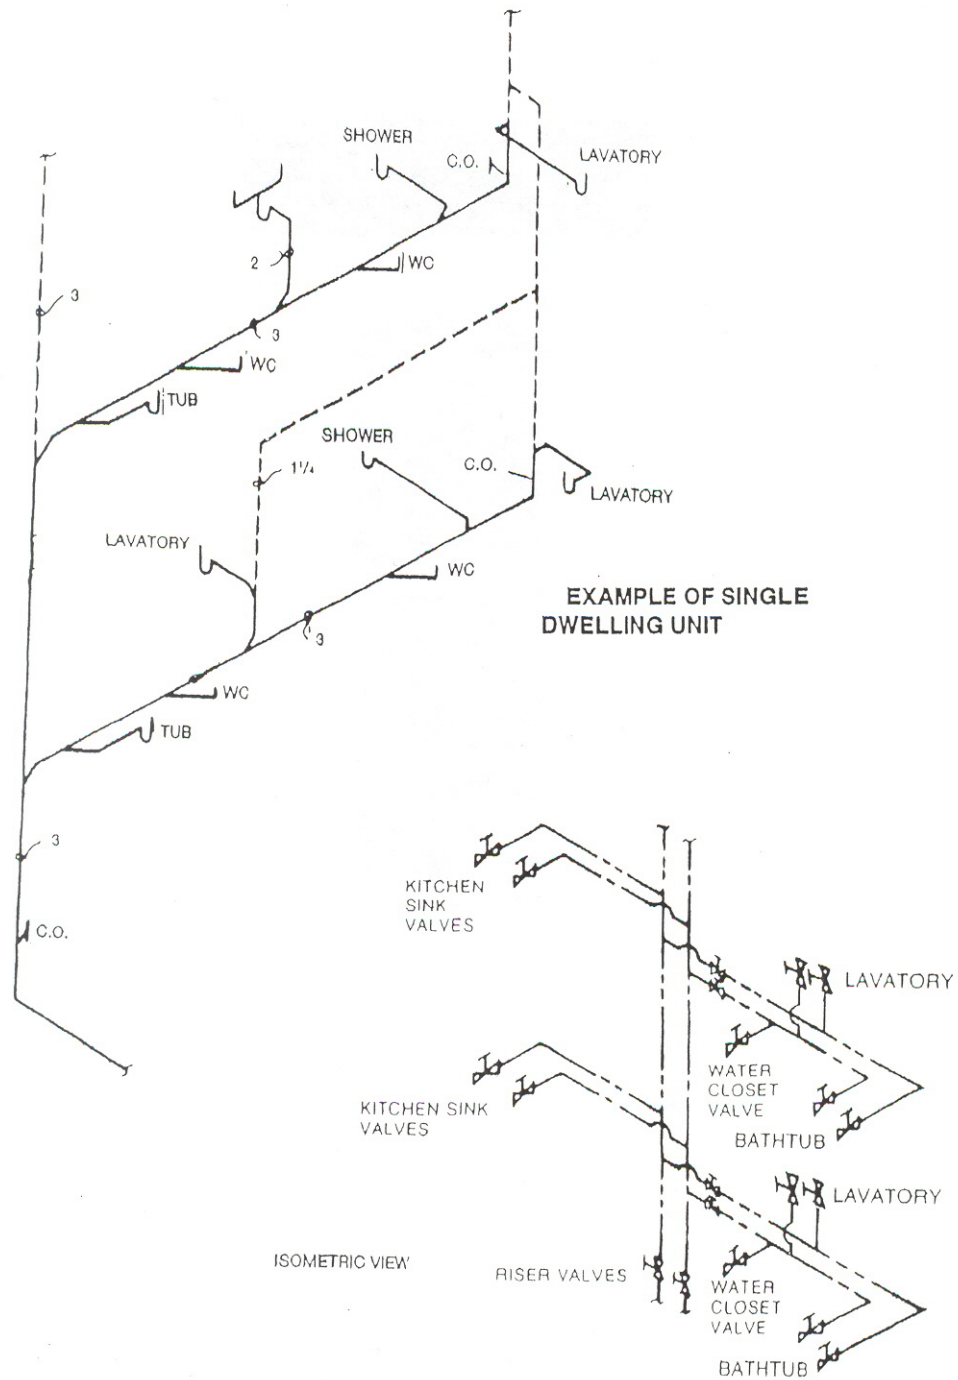 SHOWER
C.O.
LAVATORY
2
WC
3
3
WC
TUB
SHOWER
1 1/4
C.O.
LAVATORY
LAVATORY
WC
EXAMPLE OF SINGLE
DWELLING UNIT
3
WC
TUB
3
C.O.
KITCHEN
SINK
VALVES
LAVATORY
WATER
CLOSET
VALVE
BATHTUB
KITCHEN SINK
VALVES
LAVATORY
ISOMETRIC VIEW
RISER VALVES
WATER
CLOSET
VALVE
BATHTUB